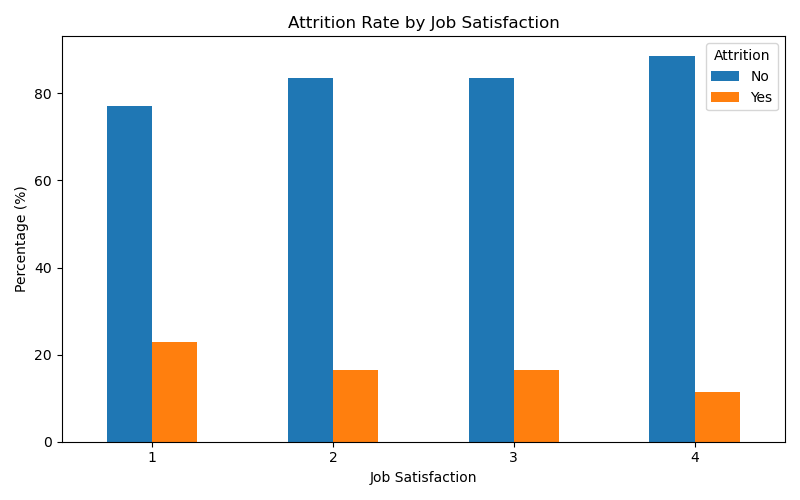 Attrition Rate by Job Satisfaction
Attrition
No
Yes
Percentage (%)
80
60
40
20
0
1 2 3 4
Job Satisfaction